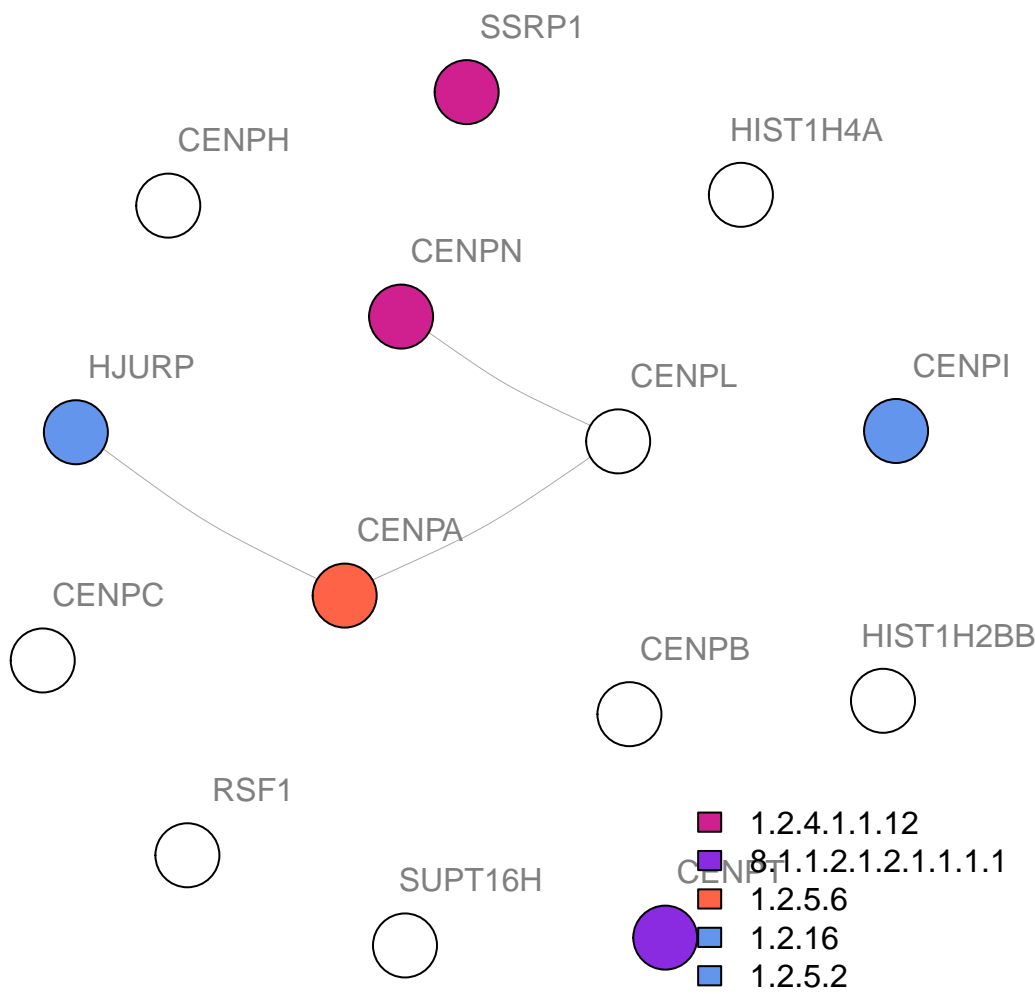 SSRP1
CENPH
HIST1H4A
CENPN
HJURP
CENPL
CENPI
CENPA
CENPC
CENPB
HIST1H2BB
RSF1
SUPT16H
CENPT
1.2.4.1.1.12
8.1.1.2.1.2.1.1.1.1
1.2.5.6
1.2.16
1.2.5.2